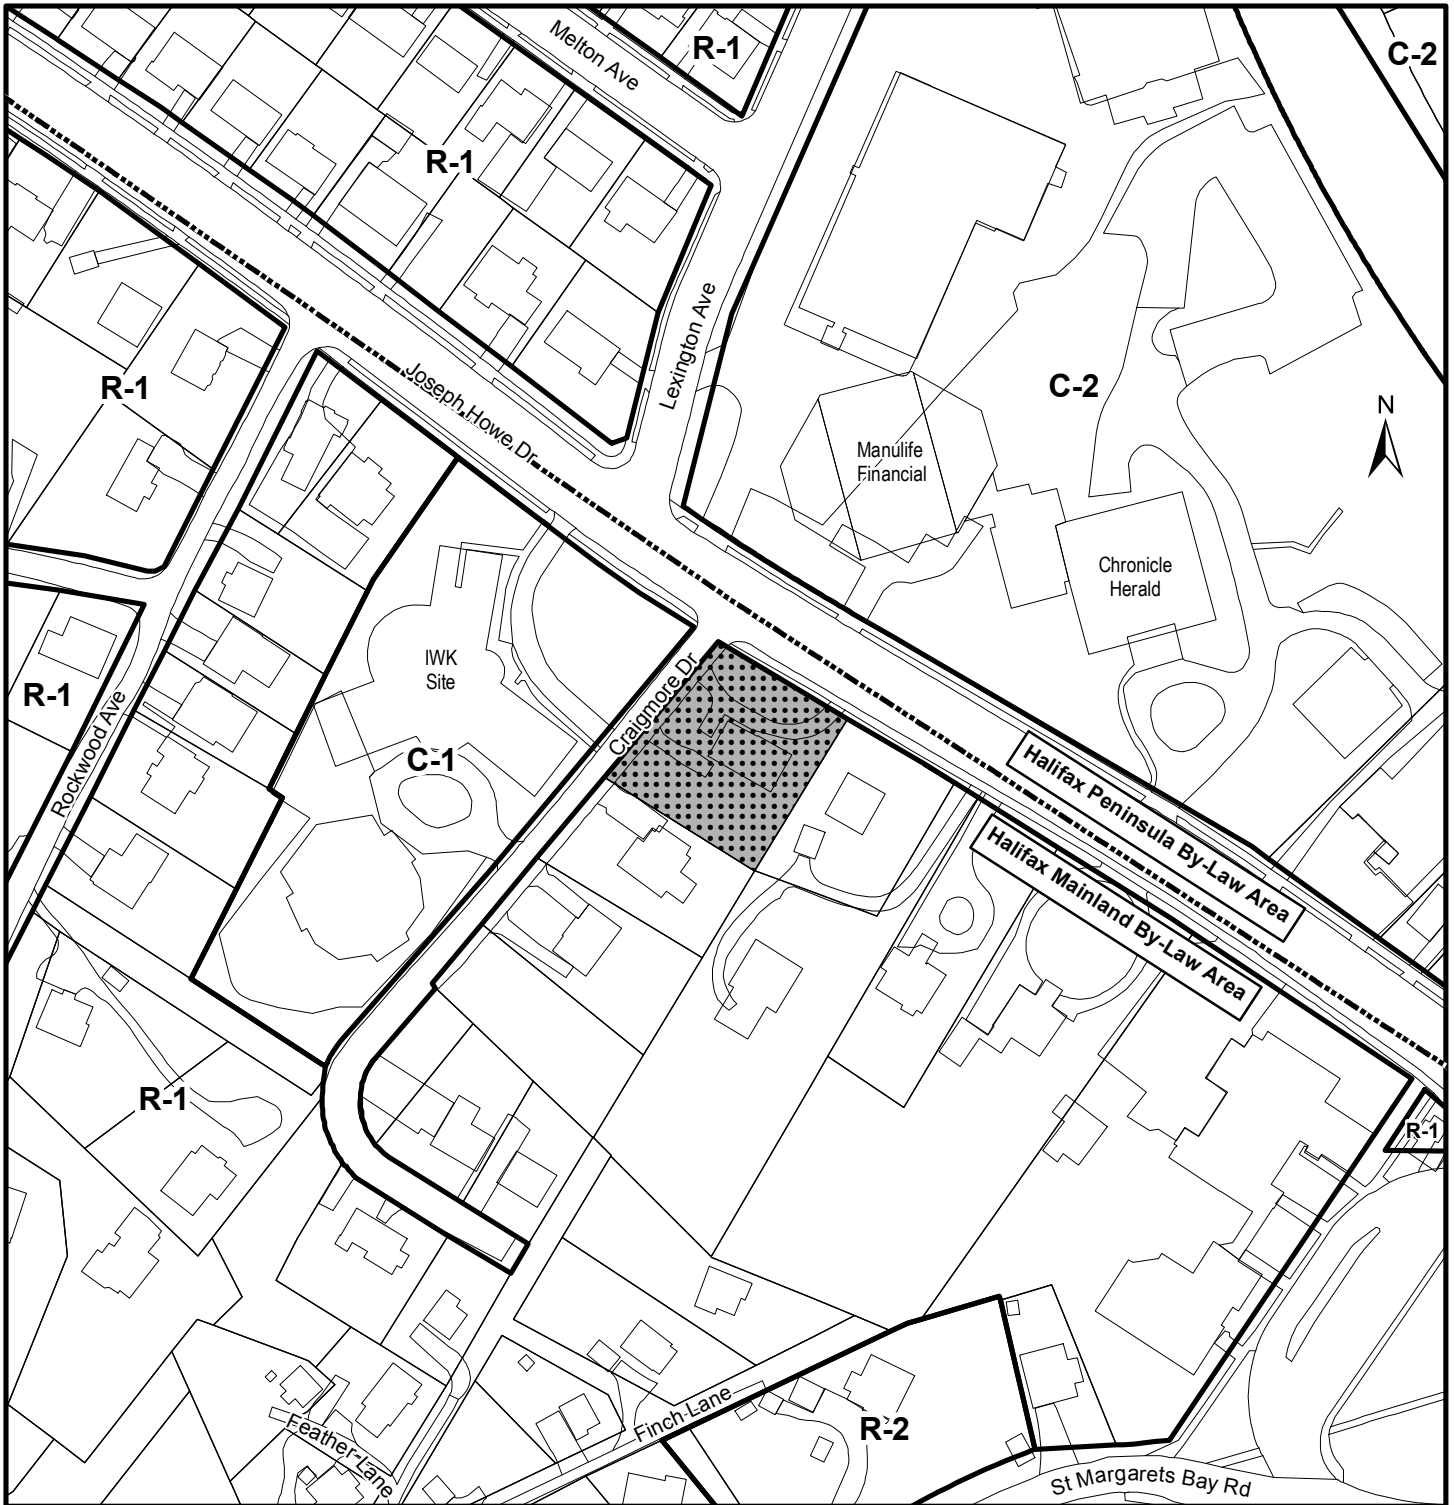 R-1
Melton Ave
C-2
R-1
Lexington Ave
R-1
Joseph Howe Dr
C-2
N
Manulife
Financial
Chronicle
Herald
IWK
Site
R-1
Craigmore Dr
Rockwood Ave
C-1
Halifax Peninsula By-Law Area
Halifax Mainland By-Law Area
R-1
R-1
Finch Lane
R-2
Feather Lane
St Margarets Bay Rd